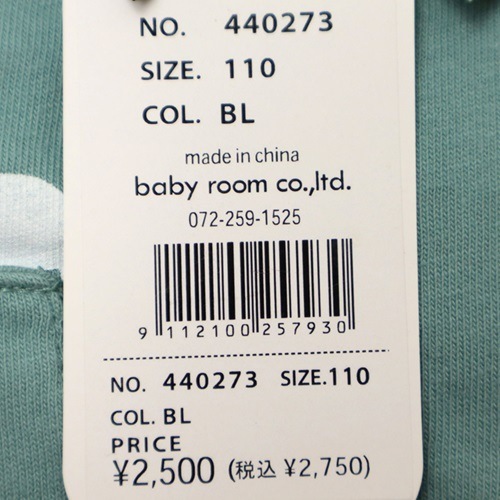 NO. 440273
SIZE. 110
COL. BL
made in china
baby room co.,ltd.
072-259-1525
9 112100 257930
NO. 440273 SIZE.110
COL. BL
PRICE
¥2,500 (税込 ¥2,750)